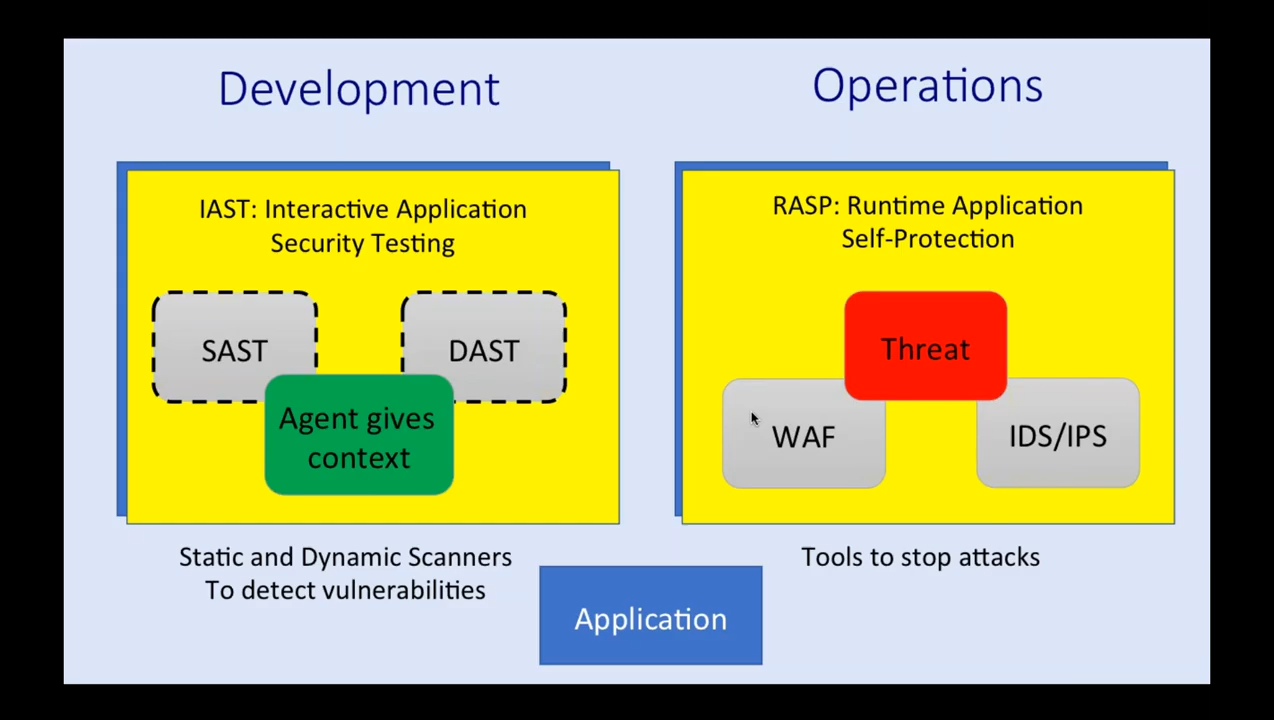 Development
Operations
IAST: Interactive Application
Security Testing
SAST
DAST
Agent gives
context
Static and Dynamic Scanners
To detect vulnerabilities
RASP: Runtime Application
Self-Protection
Threat
WAF
IDS/IPS
Tools to stop attacks
Application